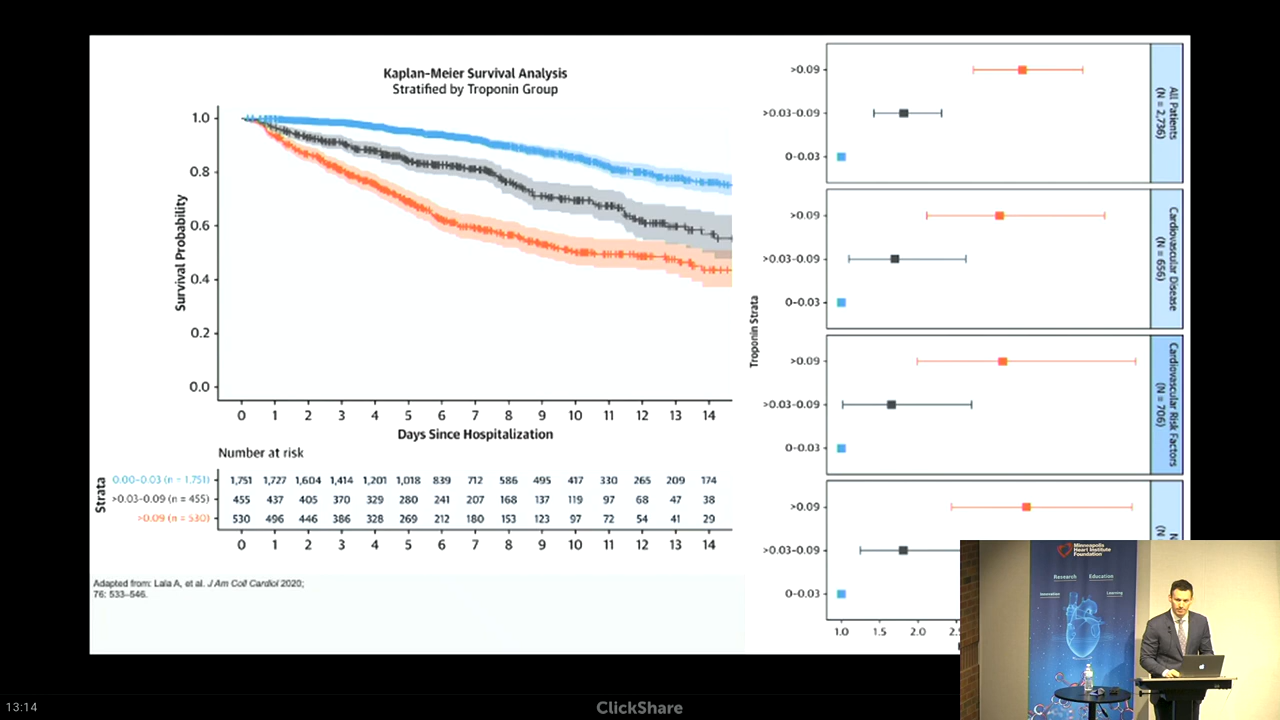 Kaplan-Meier Survival Analysis
Stratified by Troponin Group
1.0
0.8
0.6
0.4
0.2
0.0
Survival Probability
0 1 2 3 4 5 6 7 8 9 10 11 12 13 14
Days Since Hospitalization
Number at risk
Strata
0.00-0.03 (n = 1,751) 1,751 1,727 1,604 1,414 1,201 1,018 839 712 586 495 417 330 265 209 174
>0.03-0.09 (n = 455) 455 437 405 370 329 280 241 207 168 137 119 97 68 47 38
>0.09 (n = 530) 530 496 446 386 328 269 212 180 153 123 97 72 54 41 29
0 1 2 3 4 5 6 7 8 9 10 11 12 13 14
Adapted from: Lala A, et al. J Am Coll Cardiol 2020;
76: 533-546.
Troponin Strata
>0.09
>0.03-0.09
0-0.03
All Patients
(N = 2,736)
>0.09
>0.03-0.09
0-0.03
Cardiovascular Disease
(N = 656)
>0.09
>0.03-0.09
0-0.03
Cardiovascular Risk Factors
(N = 706)
>0.09
>0.03-0.09
0-0.03
(N
1.0 1.5 2.0
Minneapolis
Heart Institute
Foundation
Research Education
Innovation Learning
13:14
ClickShare